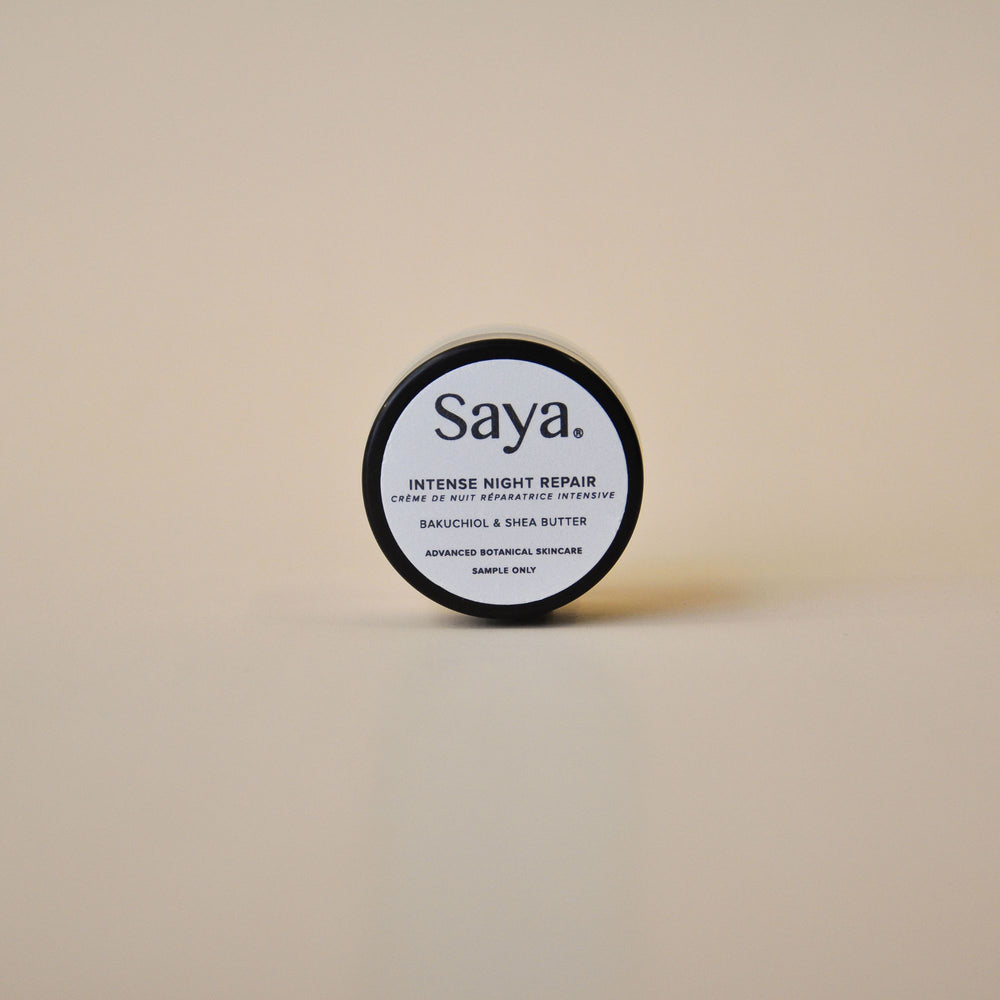 Saya®
INTENSE NIGHT REPAIR
CRÈME DE NUIT RÉPARATRICE INTENSIVE
BAKUCHIOL & SHEA BUTTER
ADVANCED BOTANICAL SKINCARE
SAMPLE ONLY